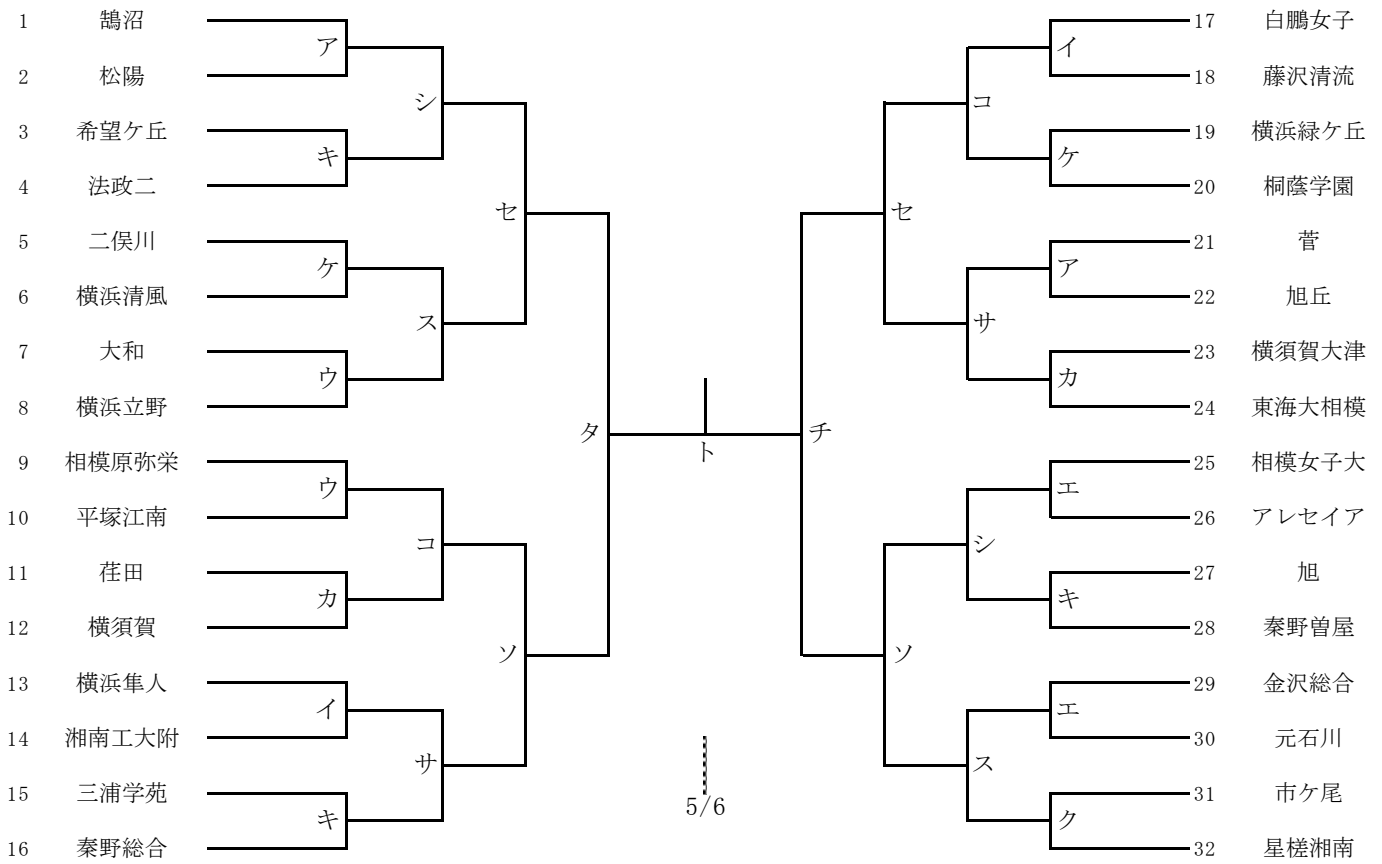 1 鵠沼 17 白鵬女子
ア イ
2 松陽 18 藤沢清流
シ コ
3 希望ケ丘 19 横浜緑ケ丘
キ ケ
4 法政二 20 桐蔭学園
セ セ
5 二俣川 21 菅
ケ ア
6 横浜清風 22 旭丘
ス サ
7 大和 23 横須賀大津
ウ カ
8 横浜立野 24 東海大相模
タ チ
ト
9 相模原弥栄 25 相模女子大
ウ エ
10 平塚江南 26 アレセイア
コ シ
11 荏田 27 旭
カ キ
12 横須賀 28 秦野曽屋
ソ ソ
13 横浜隼人 29 金沢総合
イ エ
14 湘南工大附 30 元石川
サ ス
15 三浦学苑 31 市ケ尾
5/6
キ ク
16 秦野総合 32 星槎湘南